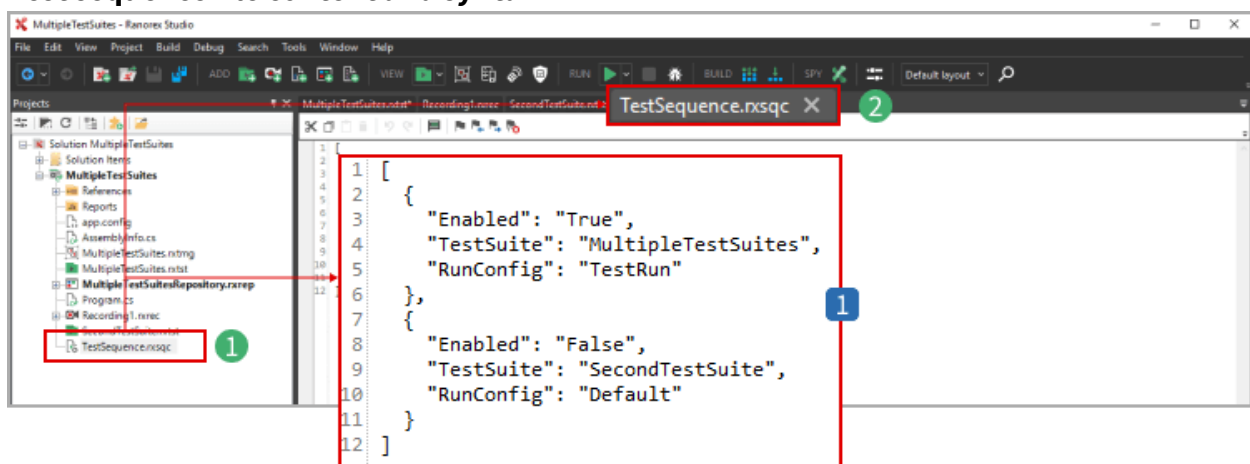 MultipleTestSuites - Ranorex Studio
File Edit View Project Build Debug Search Tools Window Help
ADD VIEW RUN BUILD SPY Default layout
Projects
MultipleTestSuites.rxtst* Recording1.rxrec SecondTestSuite.rxtst
TestSequence.rxsqc
2
Solution MultipleTestSuites
Solution Items
MultipleTestSuites
References
Reports
app.config
AssemblyInfo.cs
MultipleTestSuites.rxtmg
MultipleTestSuites.rxtst
MultipleTestSuitesRepository.rxrep
Program.cs
Recording1.rxrec
SecondTestSuite.rxtst
TestSequence.rxsqc
1
1 [
2 {
3 "Enabled": "True",
4 "TestSuite": "MultipleTestSuites",
5 "RunConfig": "TestRun"
6 },
7 {
8 "Enabled": "False",
9 "TestSuite": "SecondTestSuite",
10 "RunConfig": "Default"
11 }
12 ]
1